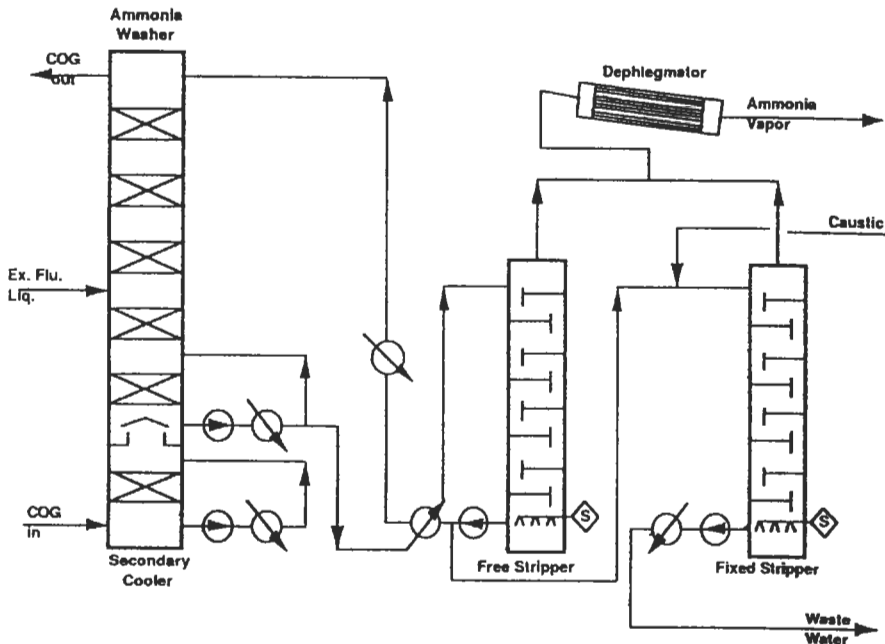 Ammonia
Washer
COG
out
Dephlegmator
Ammonia
Vapor
Caustic
Ex. Flu.
Liq.
COG
in
S
S
Secondary
Cooler
Free Stripper
Fixed Stripper
Waste
Water